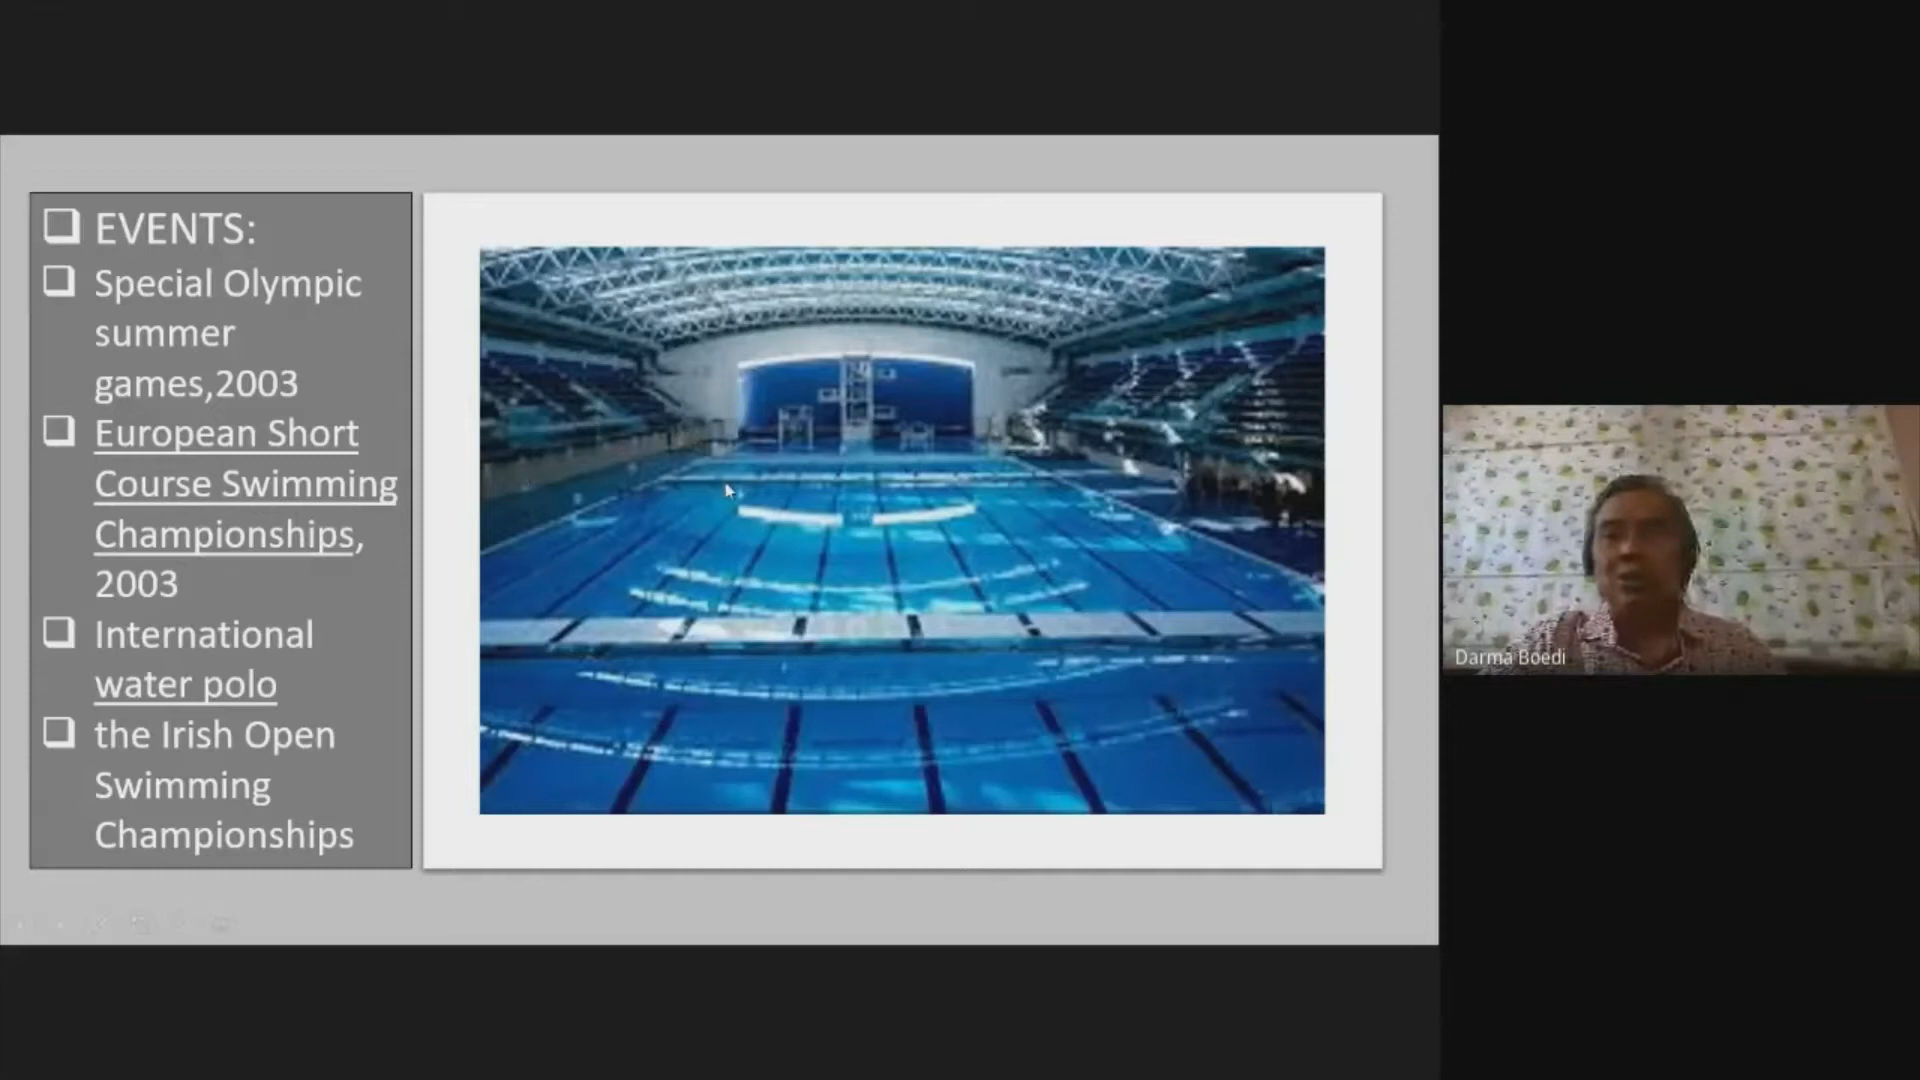 EVENTS:
Special Olympic
summer
games,2003
European Short
Course Swimming
Championships,
2003
International
water polo
the Irish Open
Swimming
Championships
Darma Boedi